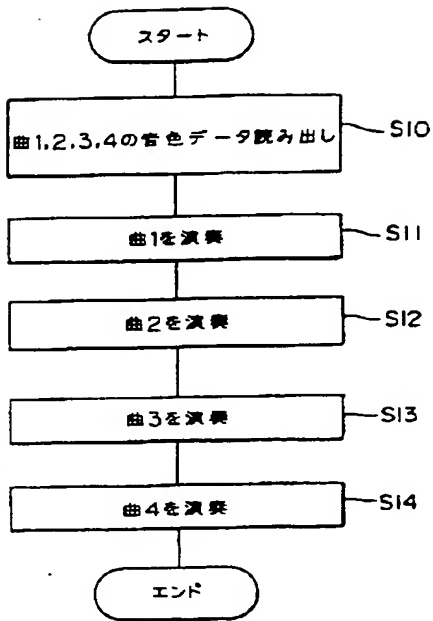 スタート
曲1,2,3,4の音色データ読み出し S10
曲1を演奏 S11
曲2を演奏 S12
曲3を演奏 S13
曲4を演奏 S14
エンド